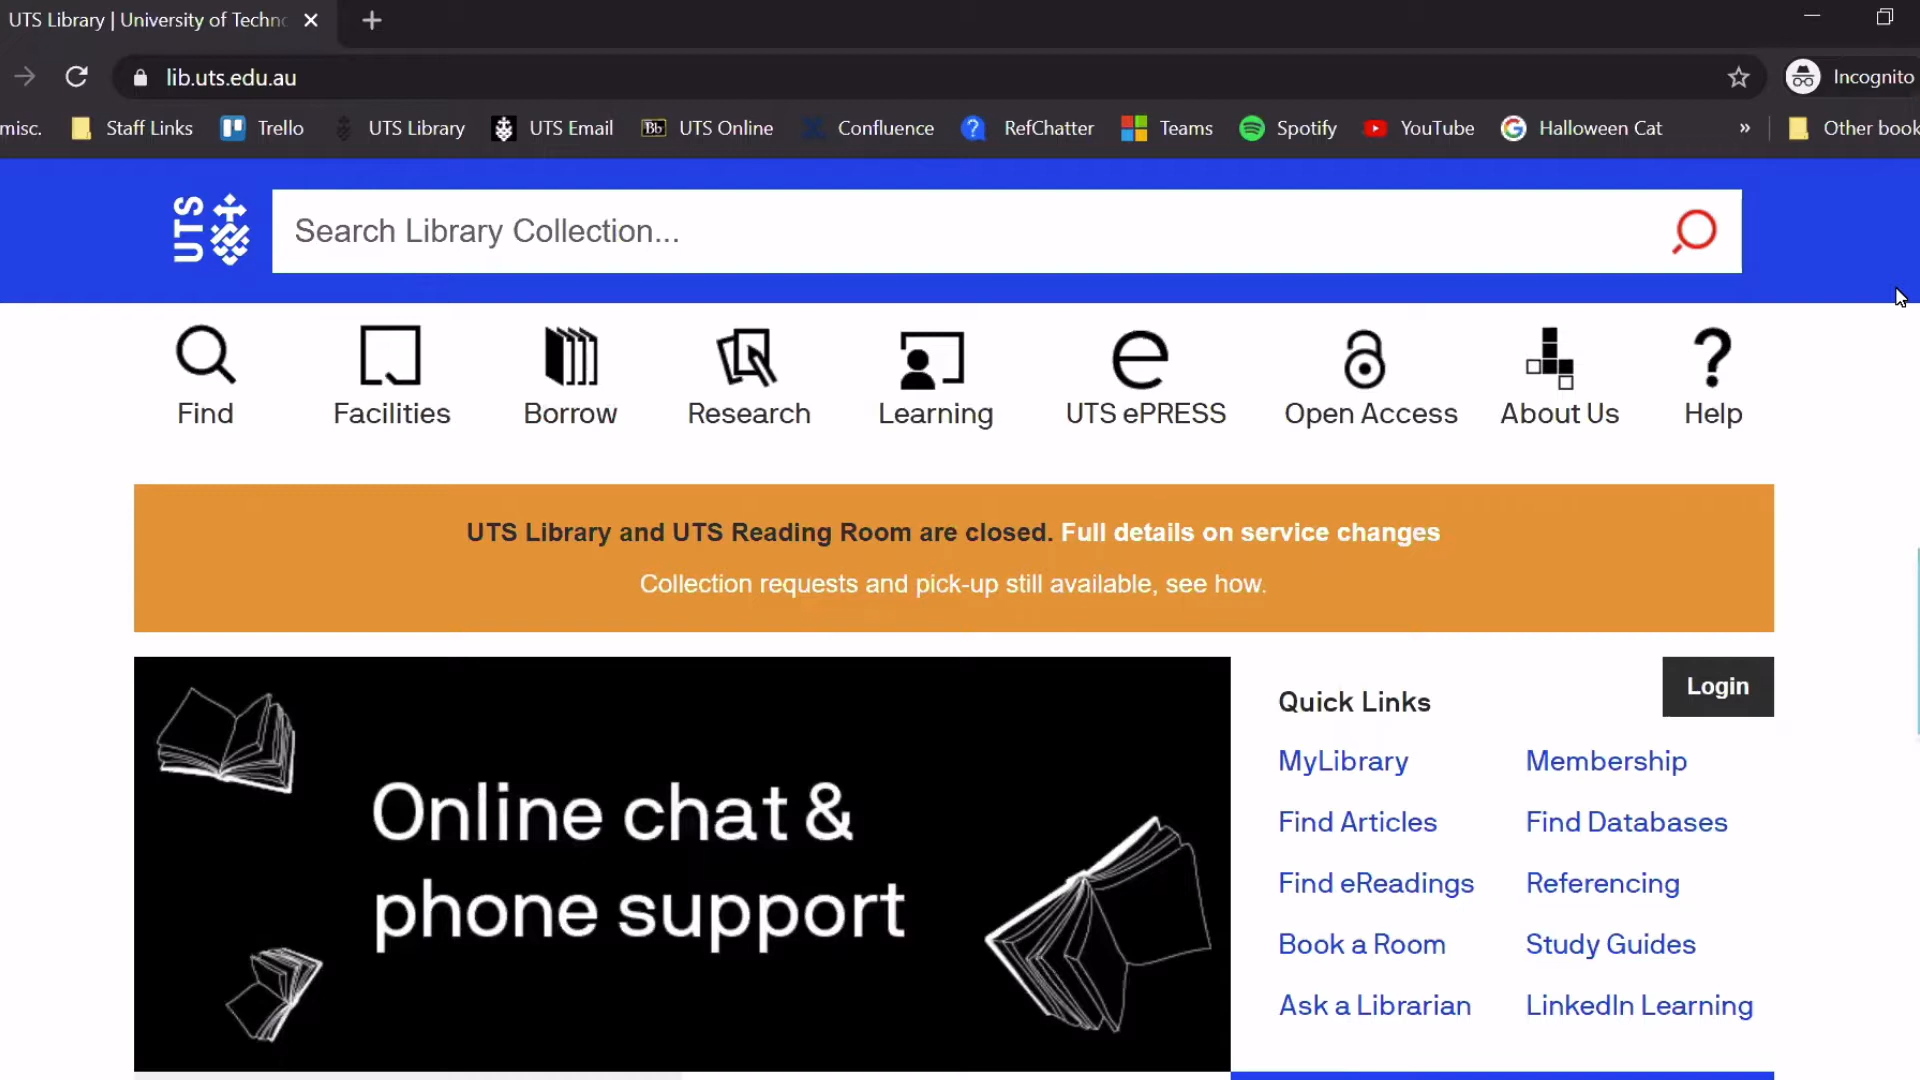 UTS Library | University of Techn
lib.uts.edu.au
Incognito
misc.
Staff Links
Trello
UTS Library
UTS Email
Bb
UTS Online
Confluence
?
RefChatter
Teams
Spotify
YouTube
Halloween Cat
»
Other book
UTS
Search Library Collection...
Find
Facilities
Borrow
Research
Learning
UTS ePRESS
Open Access
About Us
Help
UTS Library and UTS Reading Room are closed. Full details on service changes
Collection requests and pick-up still available, see how.
Online chat &
phone support
Quick Links
Login
MyLibrary
Membership
Find Articles
Find Databases
Find eReadings
Referencing
Book a Room
Study Guides
Ask a Librarian
LinkedIn Learning